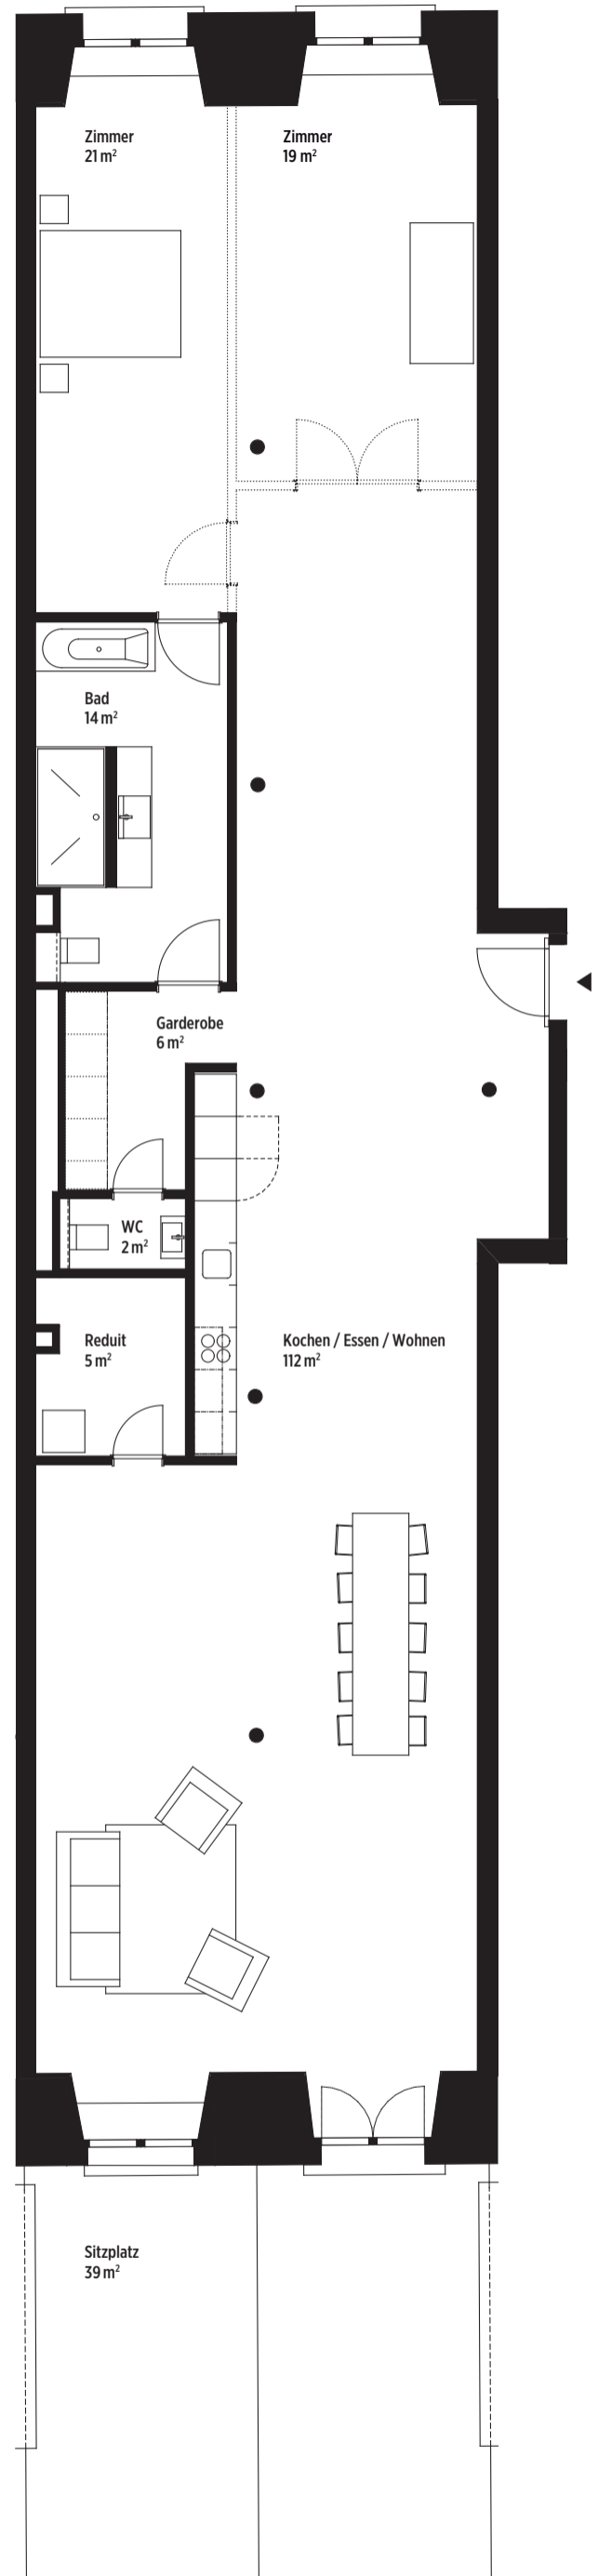 Zimmer
21 m²
Zimmer
19 m²
Bad
14 m²
Garderobe
6 m²
WC
2 m²
Reduit
5 m²
Kochen / Essen / Wohnen
112 m²
Sitzplatz
39 m²